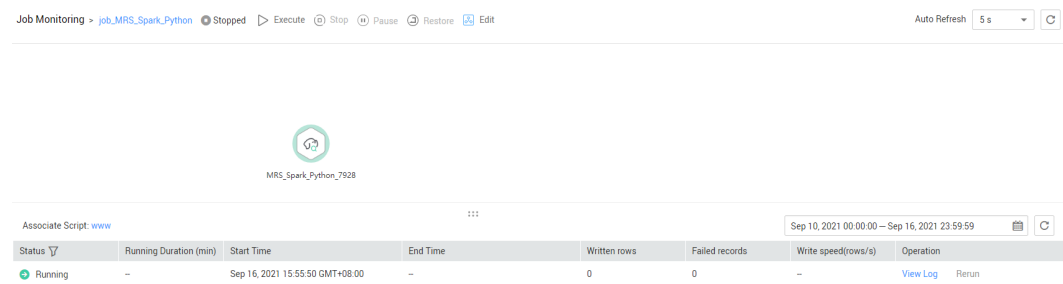 Job Monitoring > job_MRS_Spark_Python Stopped Execute Stop Pause Restore Edit Auto Refresh 5 s
MRS_Spark_Python_7928
Associate Script: www Sep 10, 2021 00:00:00 – Sep 16, 2021 23:59:59
Status Running Duration (min) Start Time End Time Written rows Failed records Write speed(rows/s) Operation
Running -- Sep 16, 2021 15:55:50 GMT+08:00 -- 0 0 -- View Log Rerun